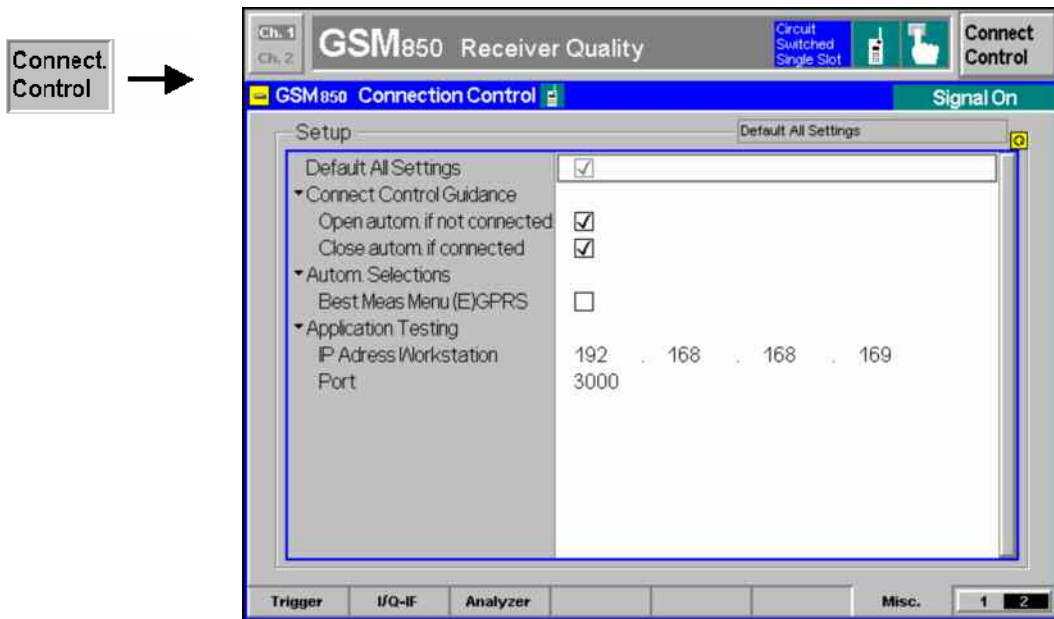 Connect.
Control
Ch. 1
Ch. 2
GSM850 Receiver Quality
Circuit
Switched
Single Slot
Connect
Control
GSM850 Connection Control
Signal On
Setup
Default All Settings
Default All Settings
Connect Control Guidance
Open autom. if not connected
Close autom. if connected
Autom. Selections
Best Meas Menu (E)GPRS
Application Testing
IP Adress Workstation 192 . 168 . 168 . 169
Port 3000
Trigger I/Q-IF Analyzer Misc. 1 2